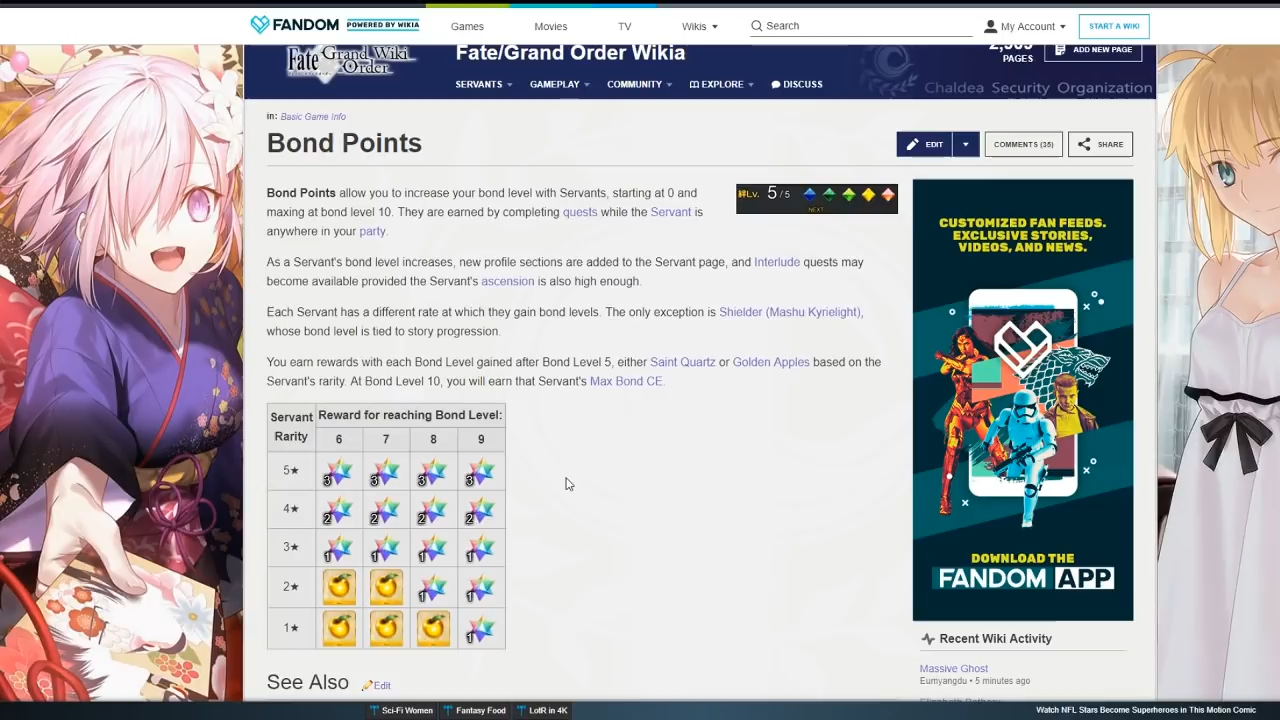 FANDOM POWERED BY WIKIA
Games
Movies
TV
Wikis
Search
My Account
START A WIKI
Fate Grand Wiki
Order
Fate/Grand Order Wikia
PAGES
ADD NEW PAGE
SERVANTS
GAMEPLAY
COMMUNITY
EXPLORE
DISCUSS
Chaldea Security Organization
in: Basic Game Info
Bond Points
EDIT
COMMENTS (35)
SHARE
Bond Points allow you to increase your bond level with Servants, starting at 0 and
maxing at bond level 10. They are earned by completing quests while the Servant is
anywhere in your party.
絆Lv. 5/5
NEXT
As a Servant's bond level increases, new profile sections are added to the Servant page, and Interlude quests may
become available provided the Servant's ascension is also high enough.
Each Servant has a different rate at which they gain bond levels. The only exception is Shielder (Mashu Kyrielight),
whose bond level is tied to story progression.
You earn rewards with each Bond Level gained after Bond Level 5, either Saint Quartz or Golden Apples based on the
Servant's rarity. At Bond Level 10, you will earn that Servant's Max Bond CE.
Servant Rarity
Reward for reaching Bond Level:
6 7 8 9
5★ 3 3 3 3
4★ 2 2 2 2
3★ 1 1 1 1
2★ 1 1
1★ 1
See Also
Edit
CUSTOMIZED FAN FEEDS.
EXCLUSIVE STORIES,
VIDEOS, AND NEWS.
DOWNLOAD THE
FANDOM APP
Recent Wiki Activity
Massive Ghost
Eumyangdu • 5 minutes ago
Sci-Fi Women
Fantasy Food
LotR in 4K
Watch NFL Stars Become Superheroes in This Motion Comic